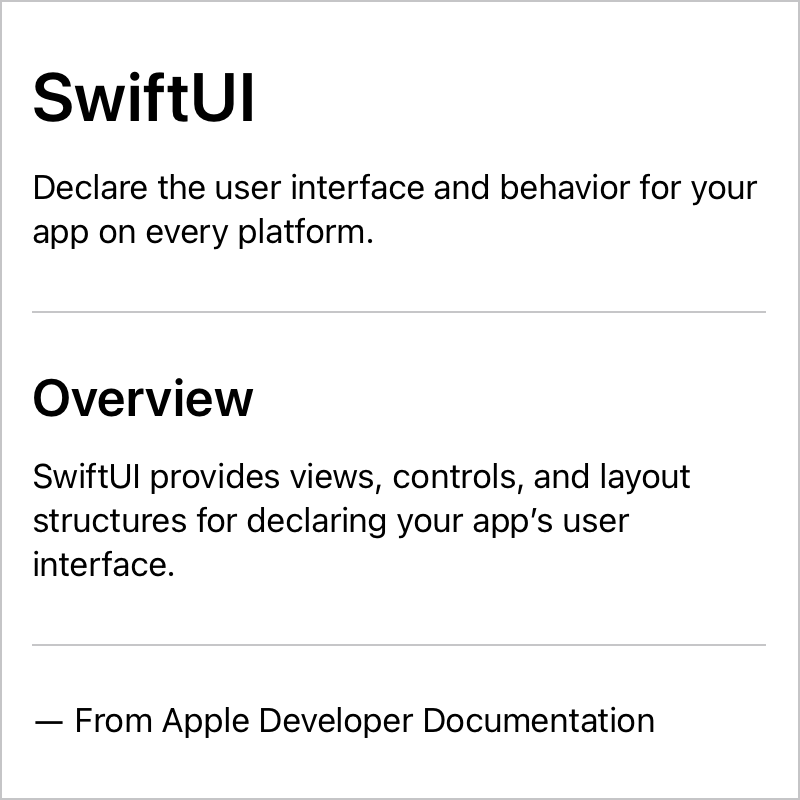 SwiftUI
Declare the user interface and behavior for your
app on every platform.
Overview
SwiftUI provides views, controls, and layout
structures for declaring your app’s user
interface.
— From Apple Developer Documentation